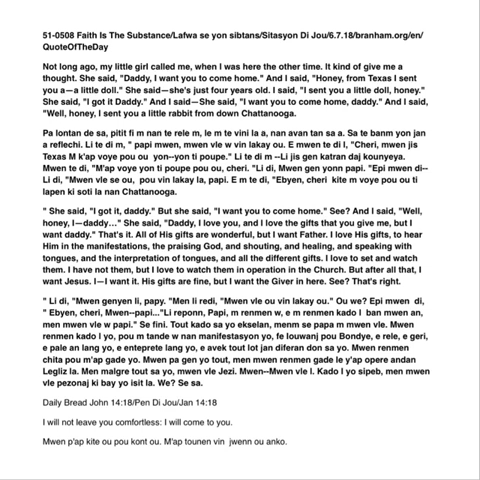 51-0508 Faith Is The Substance/Lafwa se yon sibtans/Sitasyon Di Jou/6.7.18/branham.org/en/
QuoteOfTheDay
Not long ago, my little girl called me, when I was here the other time. It kind of give me a
thought. She said, "Daddy, I want you to come home." And I said, "Honey, from Texas I sent
you a—a little doll." She said—she's just four years old. I said, "I sent you a little doll, honey."
She said, "I got it Daddy." And I said—She said, "I want you to come home, daddy." And I said,
"Well, honey, I sent you a little rabbit from down Chattanooga.
Pa lontan de sa, pitit fi m nan te rele m, le m te vini la a, nan avan tan sa a. Sa te banm yon jan
a reflechi. Li te di m, " papi mwen, mwen vle w vin lakay ou. E mwen te di l, "Cheri, mwen jis
Texas M k'ap voye pou ou  yon--yon ti poupe." Li te di m --Li jis gen katran daj kounyeya.
Mwen te di, "M'ap voye yon ti poupe pou ou, cheri. "Li di, Mwen gen yonn papi. "Epi mwen di--
Li di, "Mwen vle se ou,  pou vin lakay la, papi. E m te di, "Ebyen, cheri  kite m voye pou ou ti
lapen ki soti la nan Chattanooga.
" She said, "I got it, daddy." But she said, "I want you to come home." See? And I said, "Well,
honey, I—daddy…" She said, "Daddy, I love you, and I love the gifts that you give me, but I
want daddy." That's it. All of His gifts are wonderful, but I want Father. I love His gifts, to hear
Him in the manifestations, the praising God, and shouting, and healing, and speaking with
tongues, and the interpretation of tongues, and all the different gifts. I love to set and watch
them. I have not them, but I love to watch them in operation in the Church. But after all, I
want Jesus. I—I want it. His gifts are fine, but I want the Giver in here. See? That's right.
" Li di, "Mwen genyen li, papy. "Men li redi, "Mwen vle ou vin lakay ou." Ou we? Epi mwen  di,
" Ebyen, cheri, Mwen--papi..."Li reponn, Papi, m renmen w, e m renmen kado l  ban mwen an,
men mwen vle w papi." Se fini. Tout kado sa yo ekselan, menm se papa m mwen vle. Mwen
renmen kado l yo, pou m tande w nan manifestasyon yo, fe louwanj pou Bondye, e rele, e geri,
e pale an lang yo, e enteprete lang yo, e avek tout lot jan diferan don sa yo. Mwen renmen
chita pou m'ap gade yo. Mwen pa gen yo tout, men mwen renmen gade le y'ap opere andan
Legliz la. Men malgre tout sa yo, mwen vle Jezi. Mwen--Mwen vle l. Kado l yo sipeb, men mwen
vle pezonaj ki bay yo isit la. We? Se sa.
Daily Bread John 14:18/Pen Di Jou/Jan 14:18
I will not leave you comfortless: I will come to you.
Mwen p'ap kite ou pou kont ou. M'ap tounen vin  jwenn ou anko.